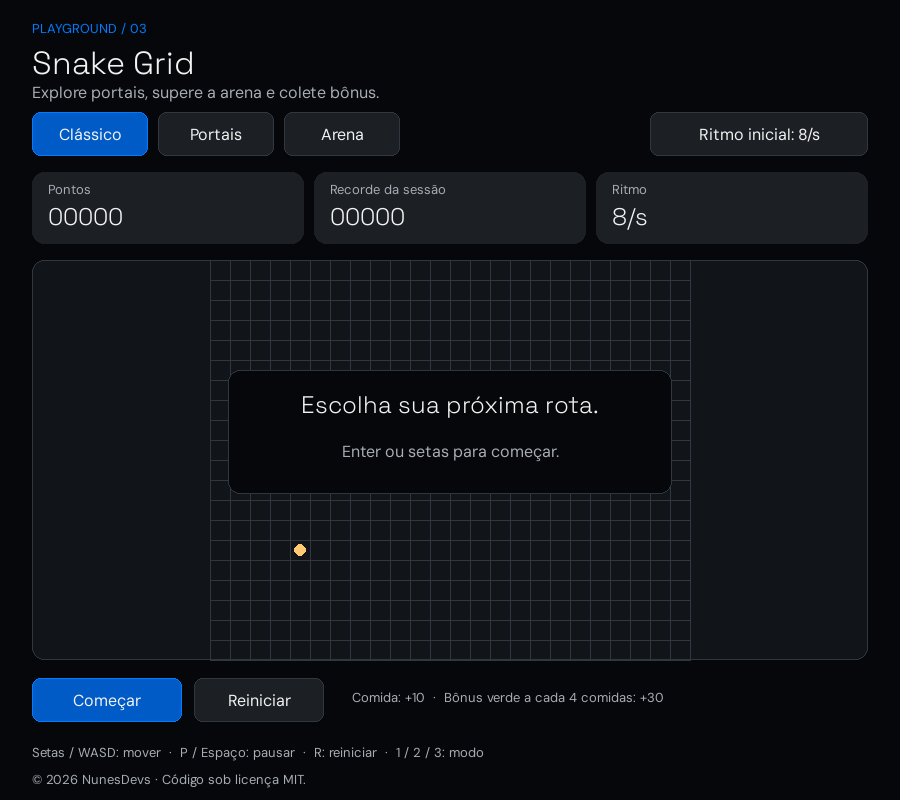 PLAYGROUND / 03
Snake Grid
Explore portais, supere a arena e colete bônus.
Clássico
Portais
Arena
Ritmo inicial: 8/s
Pontos
00000
Recorde da sessão
00000
Ritmo
8/s
Escolha sua próxima rota.
Enter ou setas para começar.
Começar
Reiniciar
Comida: +10 · Bônus verde a cada 4 comidas: +30
Setas / WASD: mover · P / Espaço: pausar · R: reiniciar · 1 / 2 / 3: modo
© 2026 NunesDevs · Código sob licença MIT.